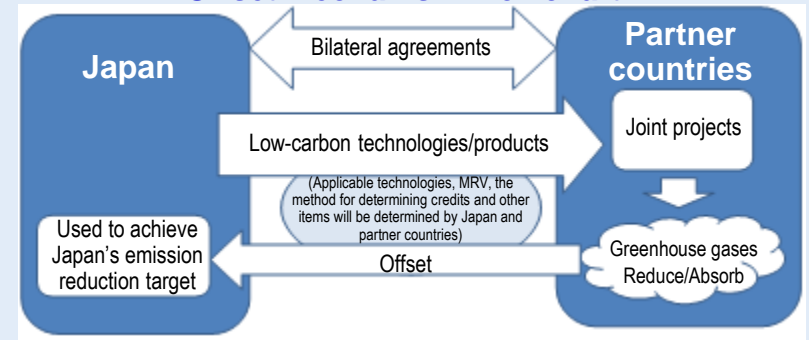 Bilateral agreements
Japan
Partner
countries
Low-carbon technologies/products
Joint projects
(Applicable technologies, MRV, the
method for determining credits and other
items will be determined by Japan and
partner countries)
Used to achieve
Japan's emission
reduction target
Offset
Greenhouse gases
Reduce/Absorb